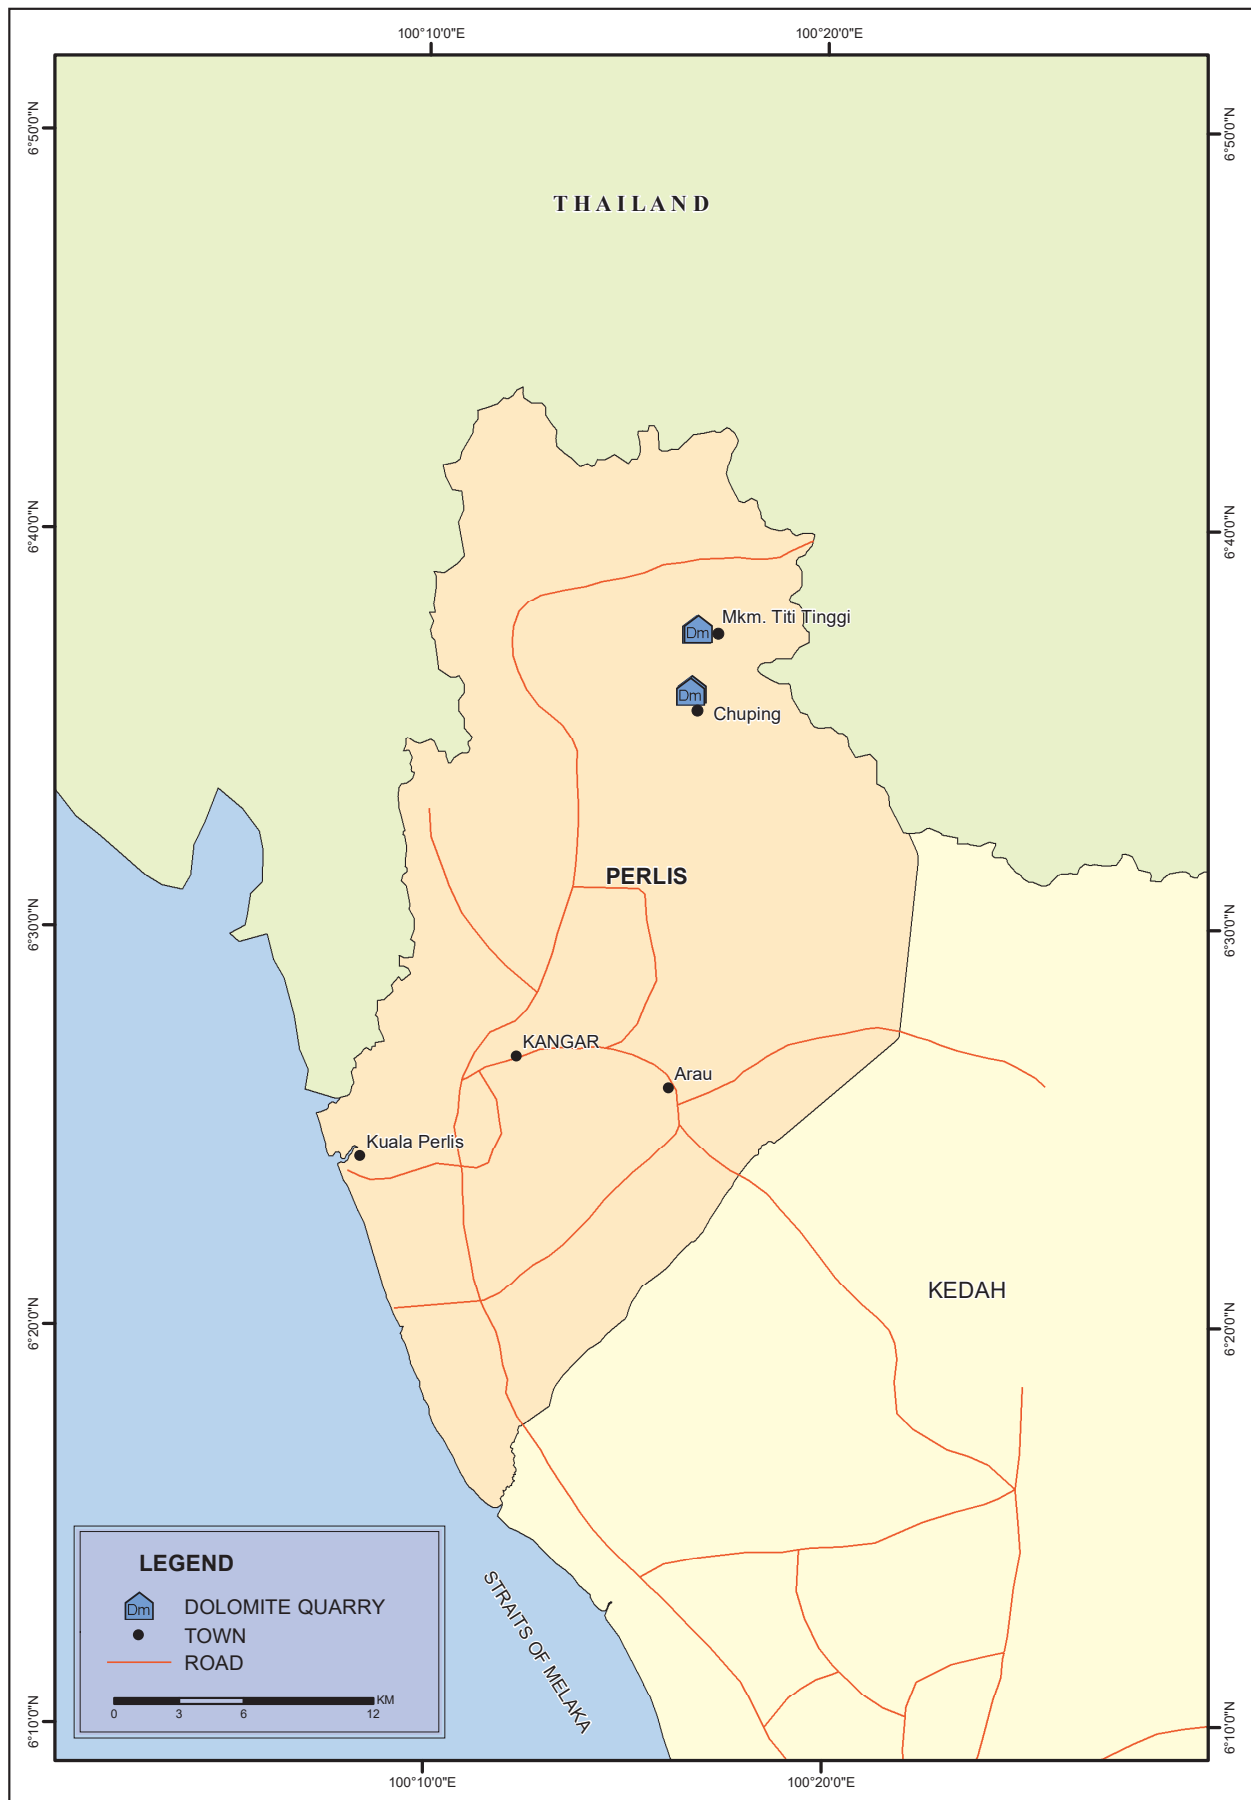 100°10'0"E
100°20'0"E
6°50'0"N
6°50'0"N
THAILAND
6°40'0"N
6°40'0"N
Mkm. Titi Tinggi
Dm
Dm
Chuping
PERLIS
6°30'0"N
6°30'0"N
KANGAR
Arau
Kuala Perlis
KEDAH
6°20'0"N
6°20'0"N
STRAITS OF MELAKA
LEGEND
Dm DOLOMITE QUARRY
TOWN
ROAD
KM
0 3 6 12
6°10'0"N
6°10'0"N
100°10'0"E
100°20'0"E